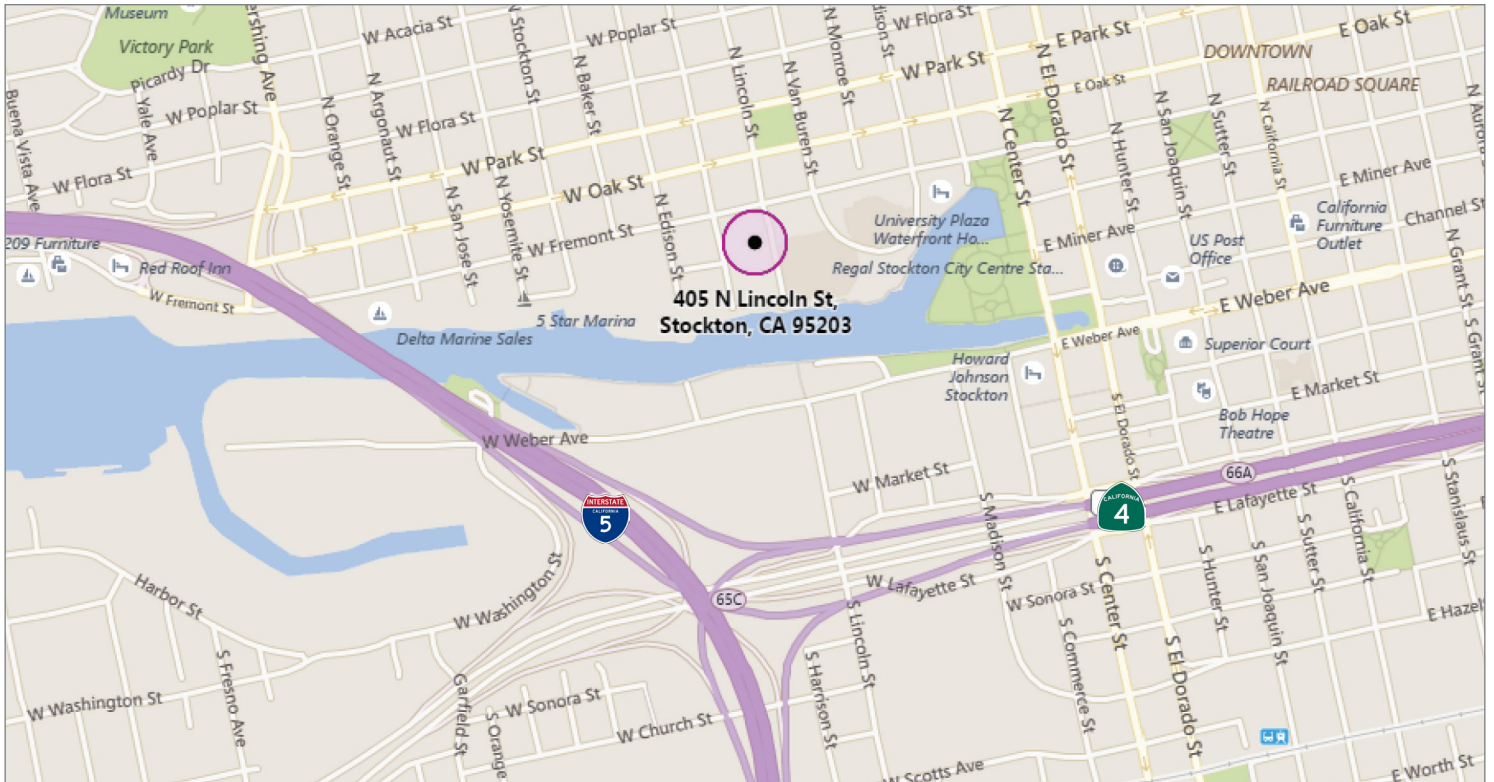 Museum
Victory Park
Picardy Dr
ershing Ave
W Acacia St
N Stockton St
W Poplar St
N Monroe St
dison St
W Flora St
E Park St
E Oak St
DOWNTOWN
RAILROAD SQUARE
Buena Vista Ave
Yale Ave
W Poplar St
N Orange St
N Argonaut St
W Flora St
N Baker St
N Lincoln St
N Van Buren St
W Park St
N El Dorado St
E Oak St
N Center St
N Hunter St
N San Joaquin St
N Sutter St
N California St
W Flora St
W Park St
W Oak St
N San Jose St
N Yosemite St
N Edison St
W Fremont St
University Plaza
Waterfront Ho...
Regal Stockton City Centre Sta...
E Miner Ave
E Miner Ave
Channel St
California
Furniture
Outlet
US Post
Office
N Grant St
209 Furniture
Red Roof Inn
W Fremont St
Delta Marine Sales
5 Star Marina
405 N Lincoln St,
Stockton, CA 95203
E Weber Ave
E Weber Ave
Superior Court
S Grant St
Howard
Johnson
Stockton
E Market St
Bob Hope
Theatre
S El Dorado St
W Weber Ave
W Market St
66A
INTERSTATE
CALIFORNIA
5
CALIFORNIA
4
E Lafayette St
S Madison St
S California St
S Stanislaus St
S Sutter St
S San Joaquin St
S Hunter St
Harbor St
W Washington St
65C
W Lafayette St
W Sonora St
S Center St
S Lincoln St
S Commerce St
S El Dorado St
E Hazel
S Fresno Ave
W Washington St
Garfield St
S Orange
W Sonora St
W Church St
S Harrison St
W Scotts Ave
E Worth St